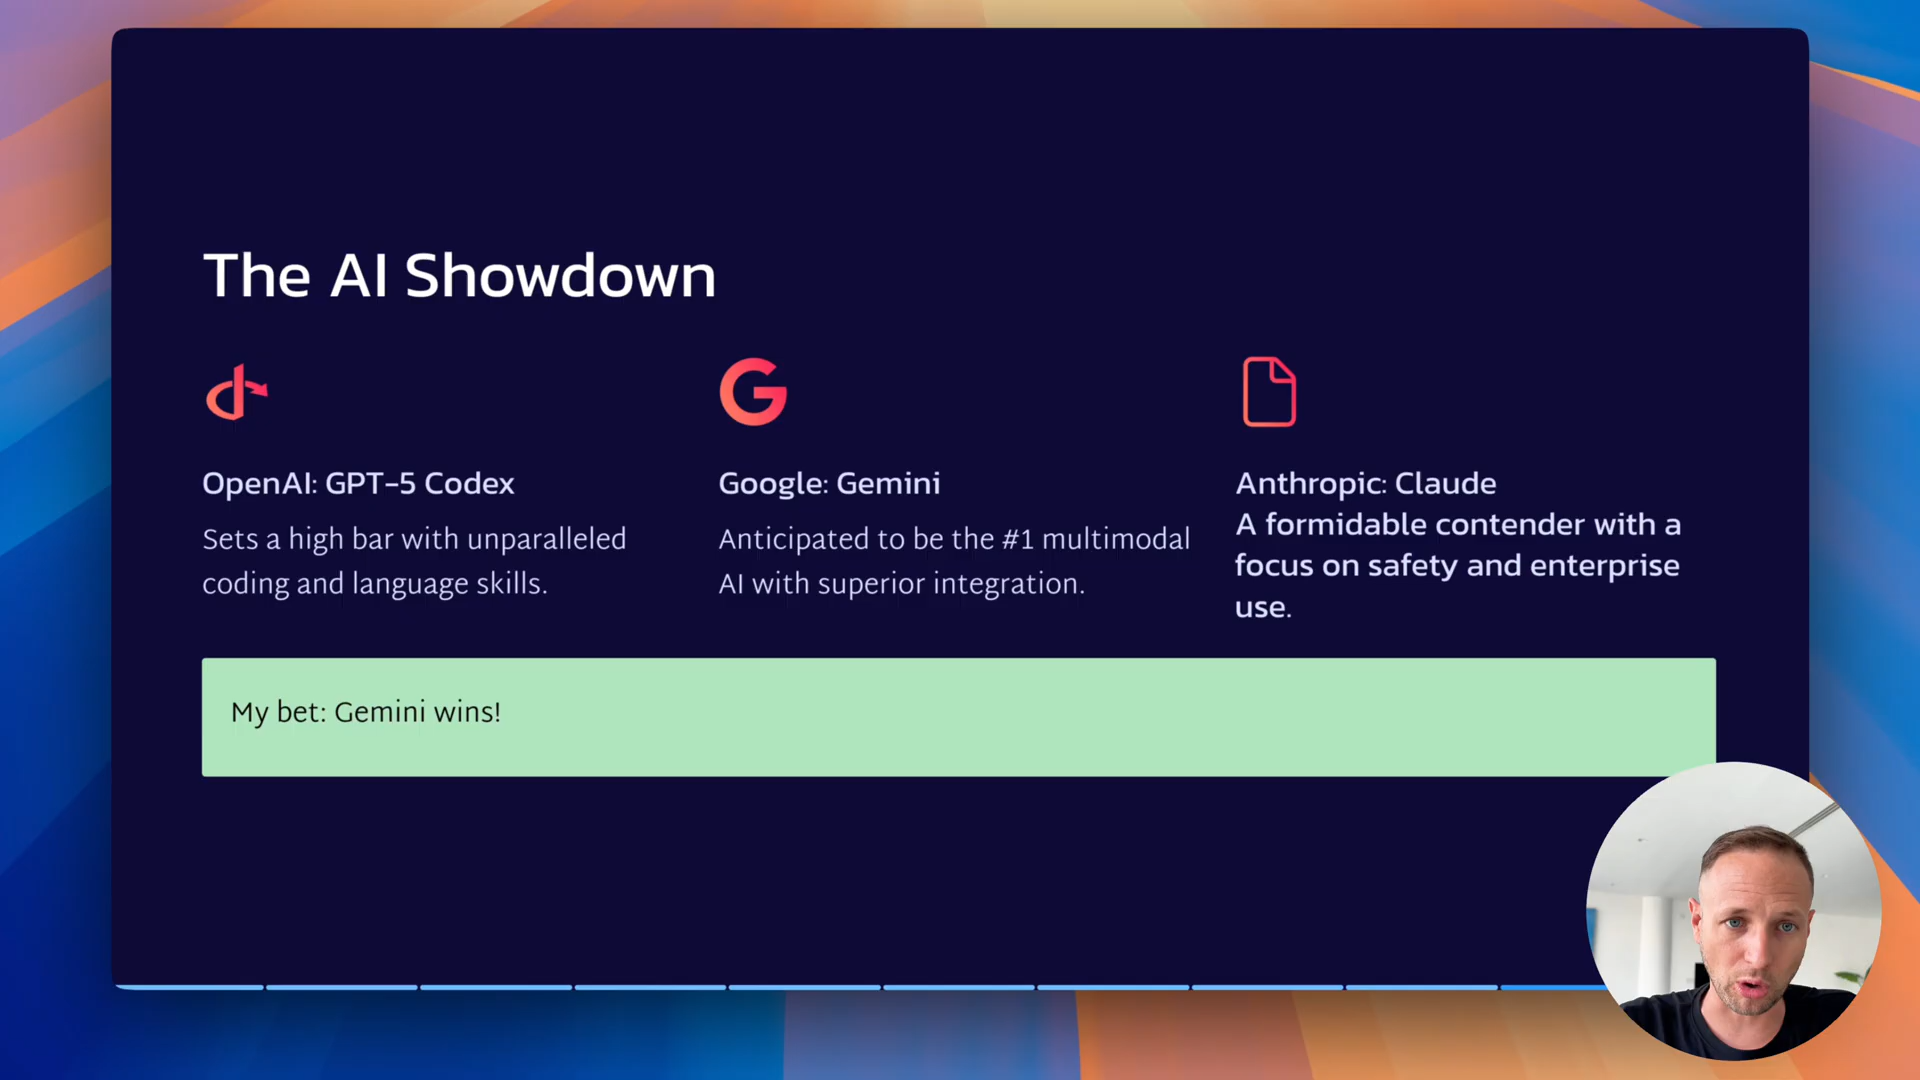 The AI Showdown
OpenAI: GPT-5 Codex
Sets a high bar with unparalleled
coding and language skills.
Google: Gemini
Anticipated to be the #1 multimodal
AI with superior integration.
Anthropic: Claude
A formidable contender with a
focus on safety and enterprise
use.
My bet: Gemini wins!